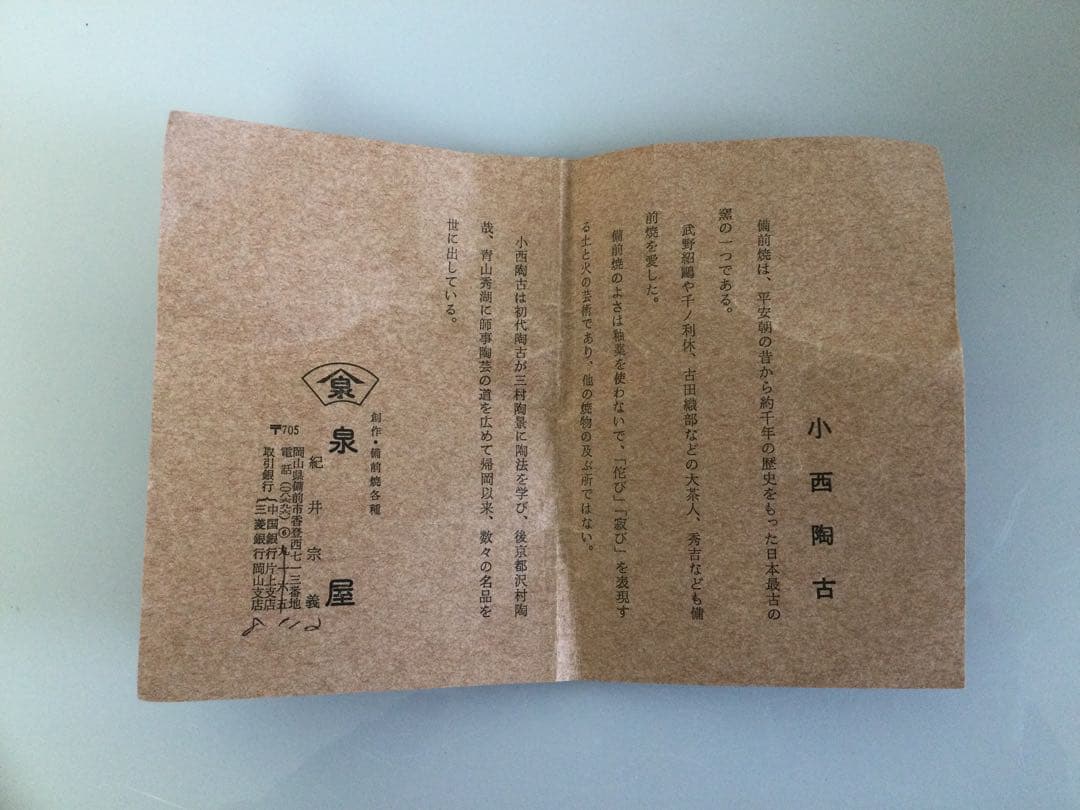 小西陶古
備前焼は、平安朝の昔から約千年の歴史をもった日本最古の
窯の一つである。
武野紹鷗や千ノ利休、古田織部などの大茶人、秀吉なども備
前焼を愛した。
備前焼のよさは釉薬を使わないで、「侘び」「寂び」を表現す
る土と火の芸術であり、他の焼物の及ぶ所ではない。
小西陶古は初代陶古が三村陶景に陶法を学び、後京都沢村陶
哉、青山秀湖に師事陶芸の道を広めて帰岡以来、数々の名品を
世に出している。
創作・備前焼各種
泉
泉屋
紀井宗義
〒705
岡山県備前市香登西七一三番地
電話
取引銀行
中国銀行片上支店
三菱銀行岡山支店